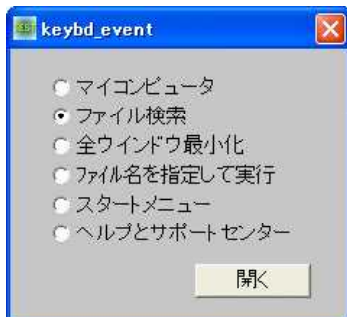 keybd_event
マイコンピュータ
ファイル検索
全ウインドウ最小化
ファイル名を指定して実行
スタートメニュー
ヘルプとサポートセンター
開く